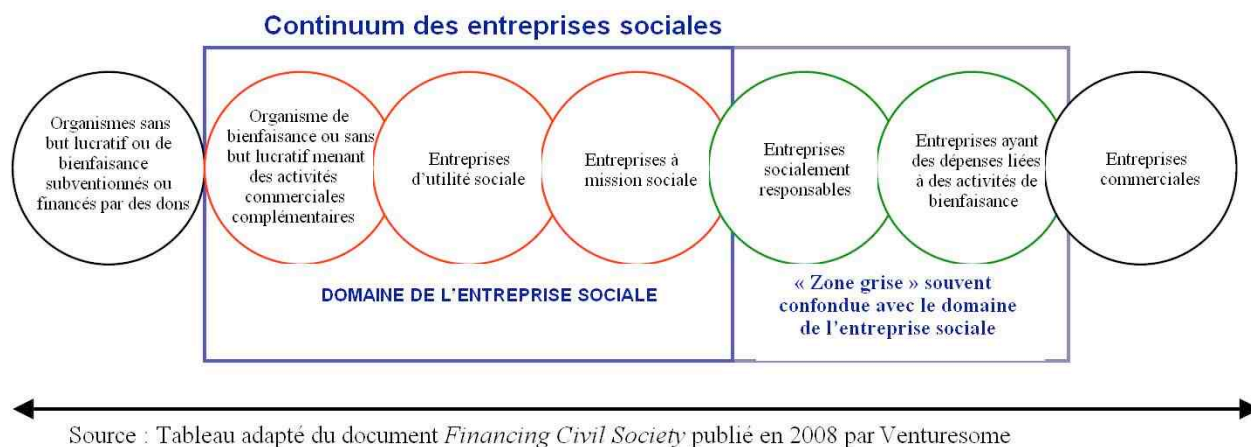 Continuum des entreprises sociales
Organismes sans
but lucratif ou de
bienfaisance
subventionnés ou
financés par des dons
Organisme de
bienfaisance ou sans
but lucratif menant
des activités
commerciales
complémentaires
Entreprises
d'utilité sociale
Entreprises à
mission sociale
Entreprises
socialement
responsables
Entreprises ayant
des dépenses liées
à des activités de
bienfaisance
Entreprises
commerciales
DOMAINE DE L'ENTREPRISE SOCIALE
« Zone grise » souvent
confondue avec le domaine
de l'entreprise sociale
Source : Tableau adapté du document Financing Civil Society publié en 2008 par Venturesome